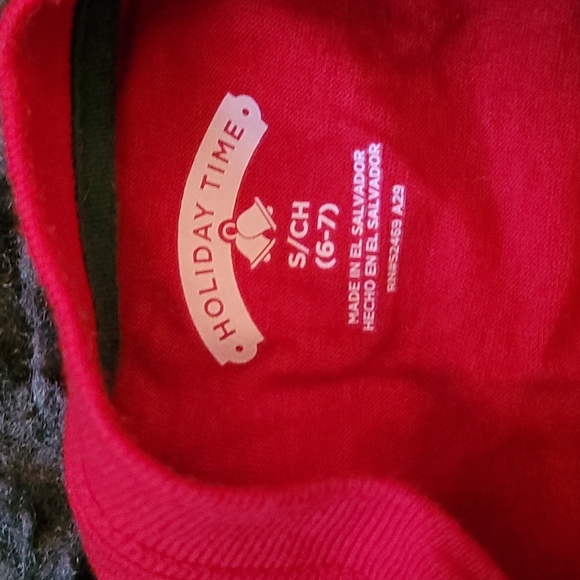 • HOLIDAY TIME •
S/CH
(6-7)
MADE IN EL SALVADOR
HECHO EN EL SALVADOR
RN#52469 A29